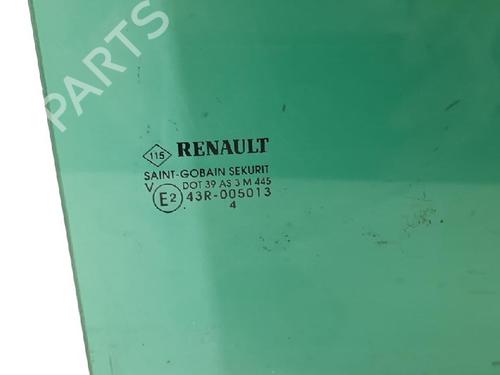 B-PARTS
115 RENAULT
SAINT-GOBAIN SEKURIT
V DOT 39 AS 3 M 445
E2 43R-005013
4